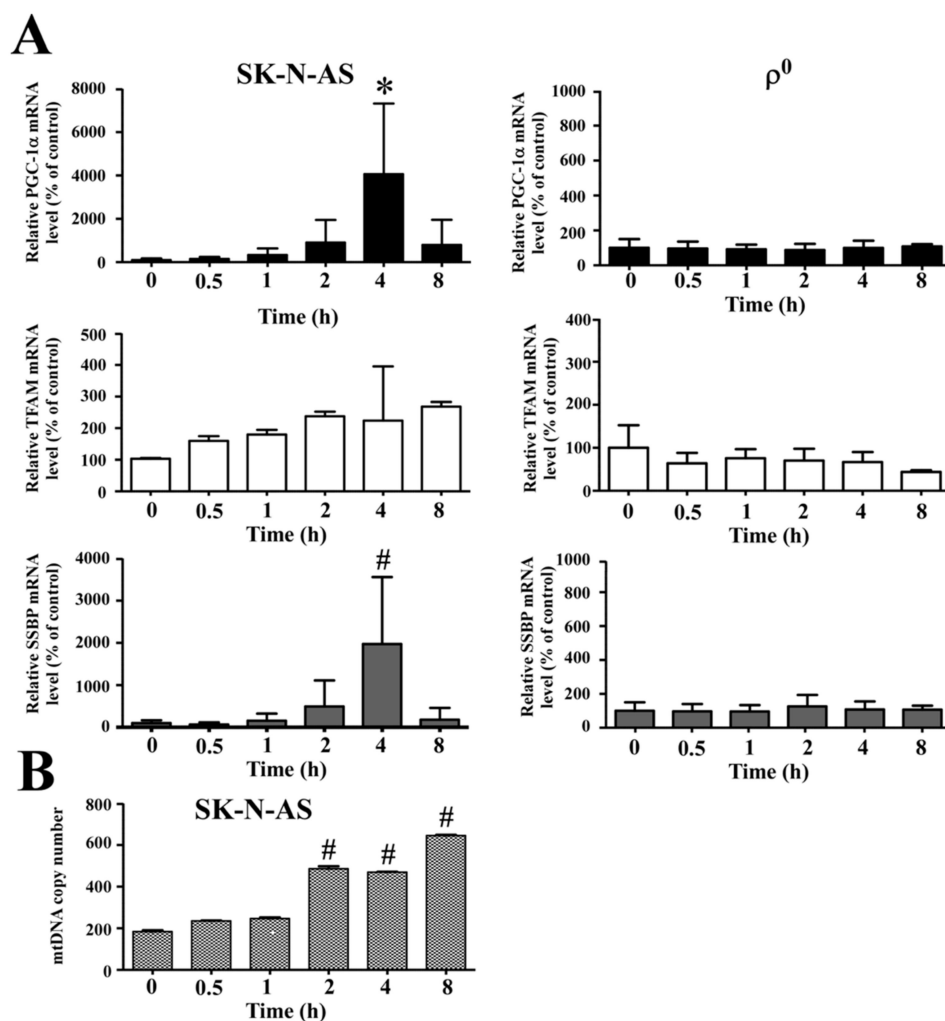 A
SK-N-AS
Relative PGC-1α mRNA
level (% of control)
8000
6000
4000
2000
0
*
0 0.5 1 2 4 8
Time (h)
ρ⁰
Relative PGC-1α mRNA
level (% of control)
1000
800
600
400
200
0
0 0.5 1 2 4 8
Time (h)
Relative TFAM mRNA
level (% of control)
500
400
300
200
100
0
0 0.5 1 2 4 8
Time (h)
Relative TFAM mRNA
level (% of control)
400
200
100
0
0 0.5 1 2 4 8
Time (h)
Relative SSBP mRNA
level (% of control)
4000
3000
2000
1000
0
#
0 0.5 1 2 4 8
Time (h)
Relative SSBP mRNA
level (% of control)
1000
800
600
400
200
0
0 0.5 1 2 4 8
Time (h)
B
SK-N-AS
mtDNA copy number
800
600
400
200
0
# # #
0 0.5 1 2 4 8
Time (h)